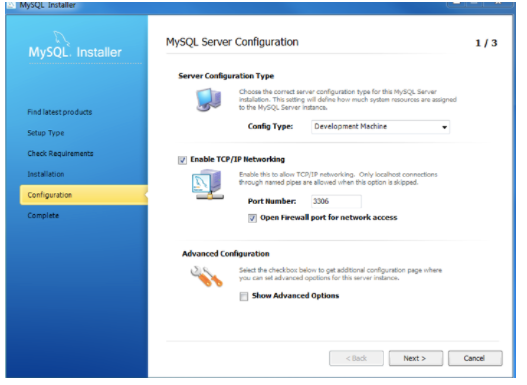 MySQL Installer
MySQL Installer
MySQL Server Configuration
1 / 3
Find latest products
Setup Type
Check Requirements
Installation
Configuration
Complete
Server Configuration Type
Choose the correct server configuration type for this MySQL Server
installation. This setting will define how much system resources are assigned
to the MySQL Server instance.
Config Type: Development Machine
Enable TCP/IP Networking
Enable this to allow TCP/IP networking. Only localhost connections
through named pipes are allowed when this option is skipped.
Port Number: 3306
Open Firewall port for network access
Advanced Configuration
Select the checkbox below to get additional configuration page where
you can set advanced options for this server instance.
Show Advanced Options
< Back Next > Cancel